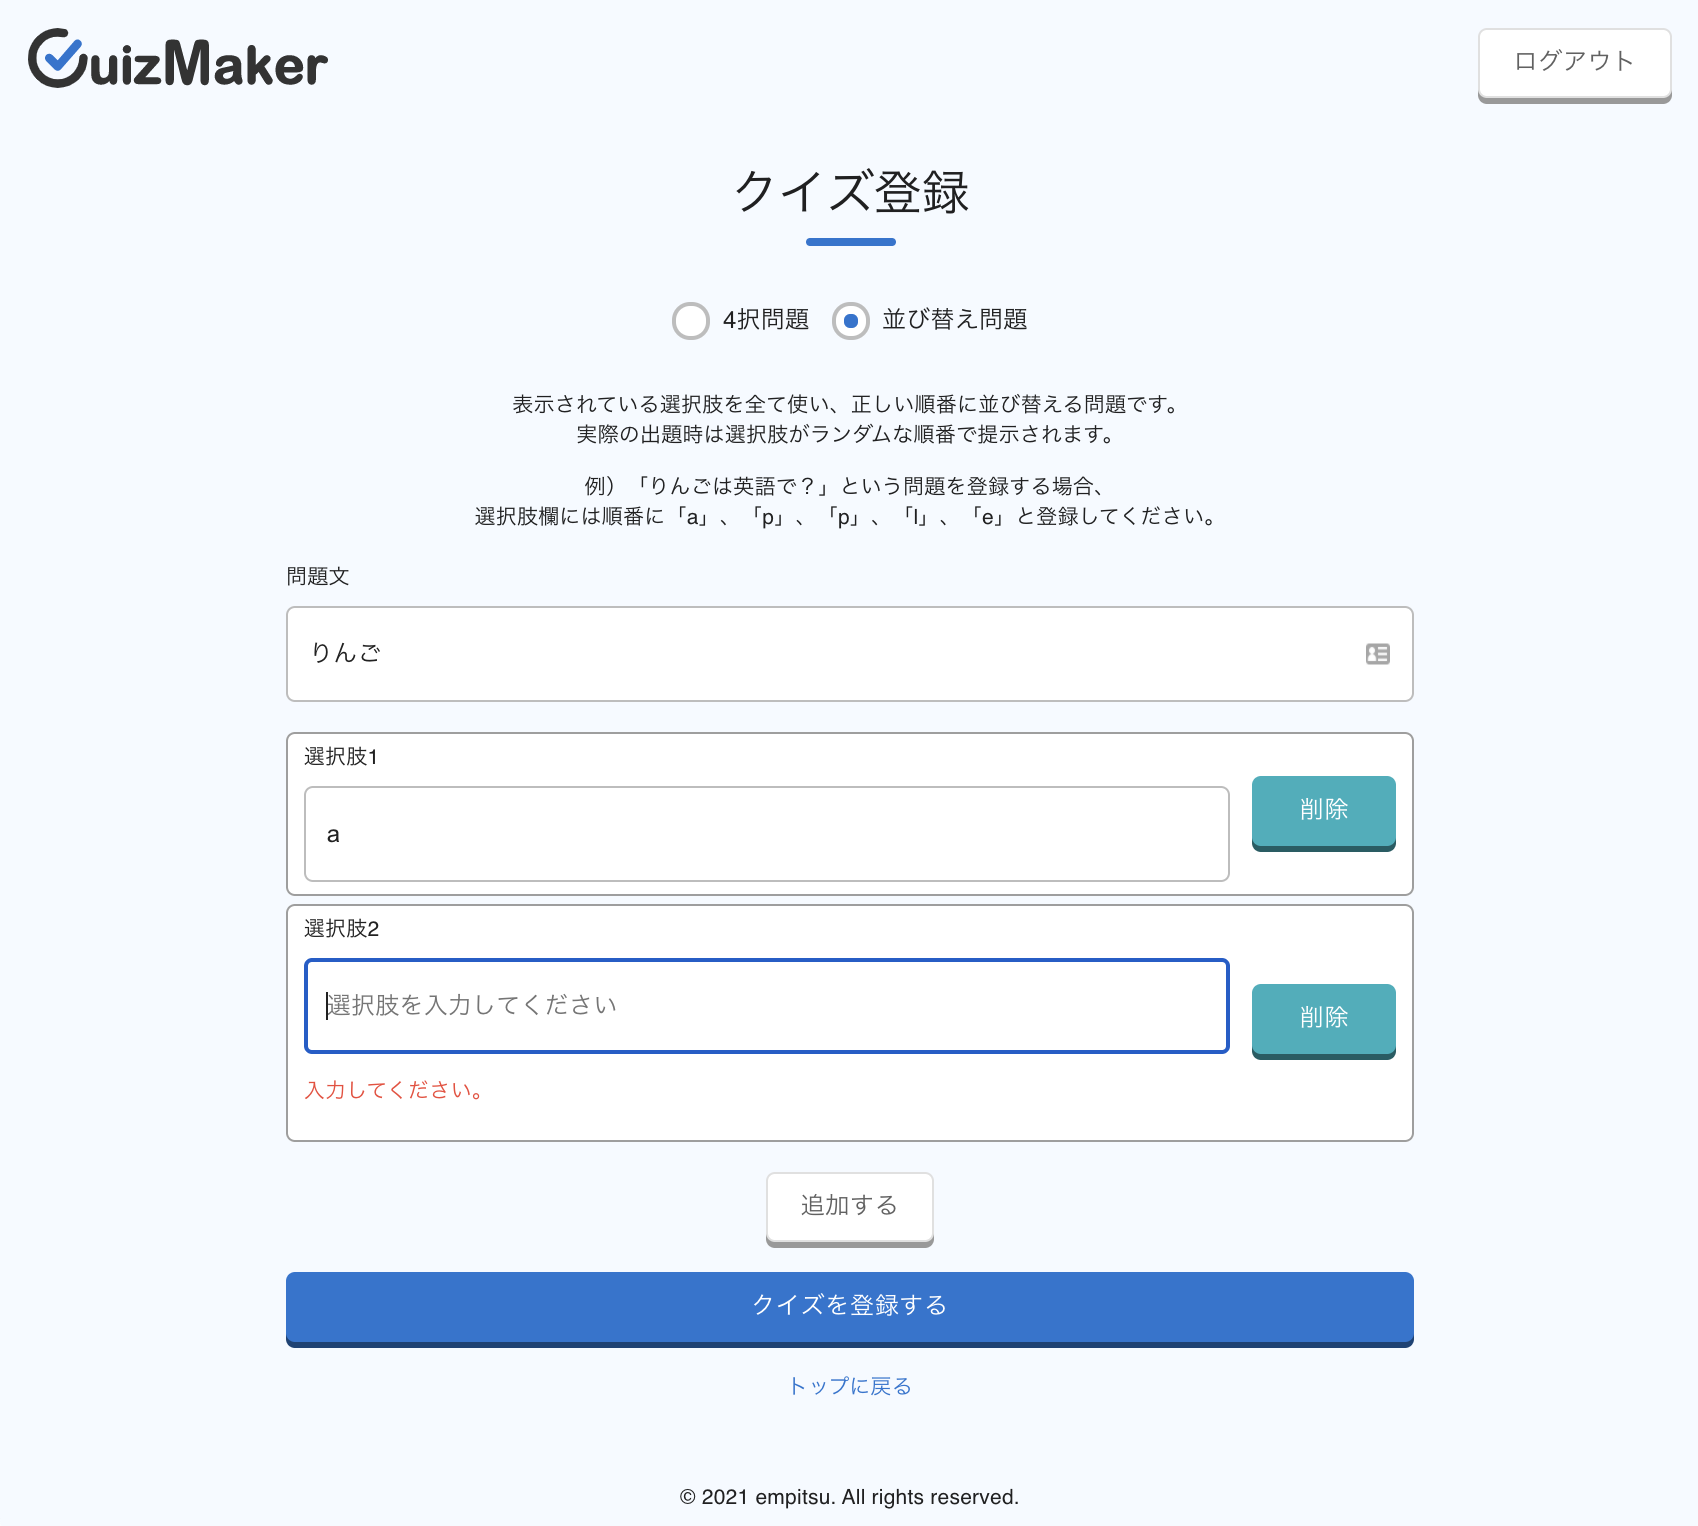 QuizMaker
ログアウト
クイズ登録
4択問題 並び替え問題
表示されている選択肢を全て使い、正しい順番に並び替える問題です。
実際の出題時は選択肢がランダムな順番で提示されます。
例）「りんごは英語で？」という問題を登録する場合、
選択肢欄には順番に「a」、「p」、「p」、「l」、「e」と登録してください。
問題文
りんご
選択肢1
a
削除
選択肢2
選択肢を入力してください
削除
入力してください。
追加する
クイズを登録する
トップに戻る
© 2021 empitsu. All rights reserved.